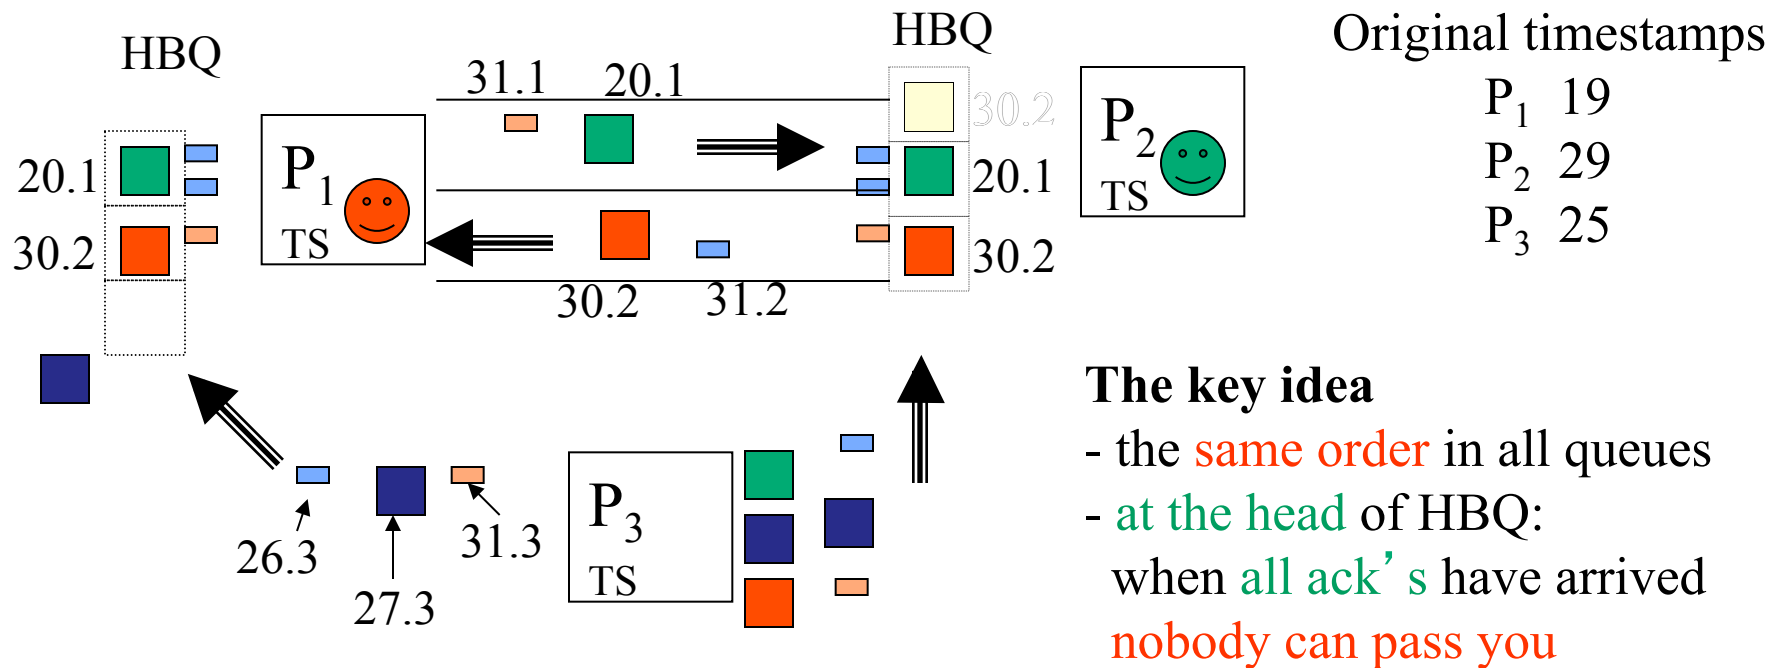 HBQ
HBQ
Original timestamps
31.1
20.1
30.2
P1 19
P1
TS
P2
TS
20.1
20.1
P2 29
30.2
30.2
P3 25
30.2
31.2
The key idea
- the same order in all queues
- at the head of HBQ:
when all ack’s have arrived
nobody can pass you
P3
TS
26.3
31.3
27.3